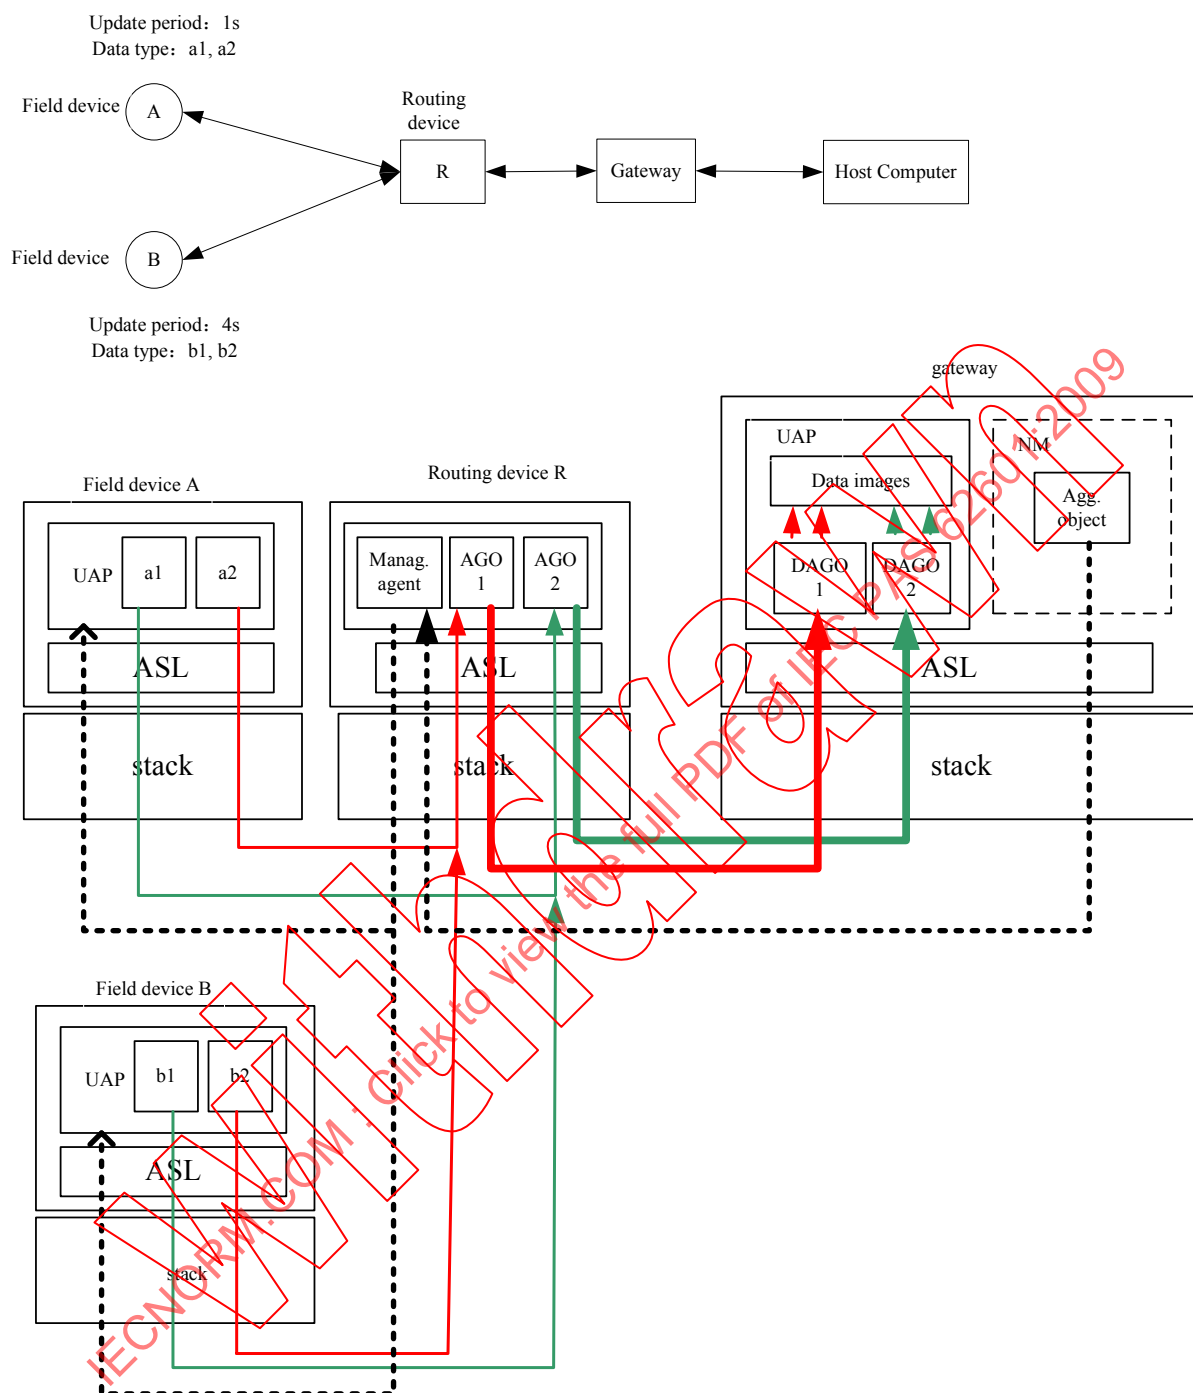 Update period：1s
Data type：a1, a2
Field device
A
Routing
device
R
Gateway
Host Computer
Field device
B
Update period：4s
Data type：b1, b2
gateway
UAP
NM
Data images
Agg.
object
DAGO
1
DAGO
2
ASL
stack
Field device A
UAP
a1
a2
ASL
stack
Routing device R
Manag.
agent
AGO
1
AGO
2
ASL
stack
Field device B
UAP
b1
b2
ASL
stack
IECNORM.COM : Click to view the full PDF of IEC PAS 62601:2009